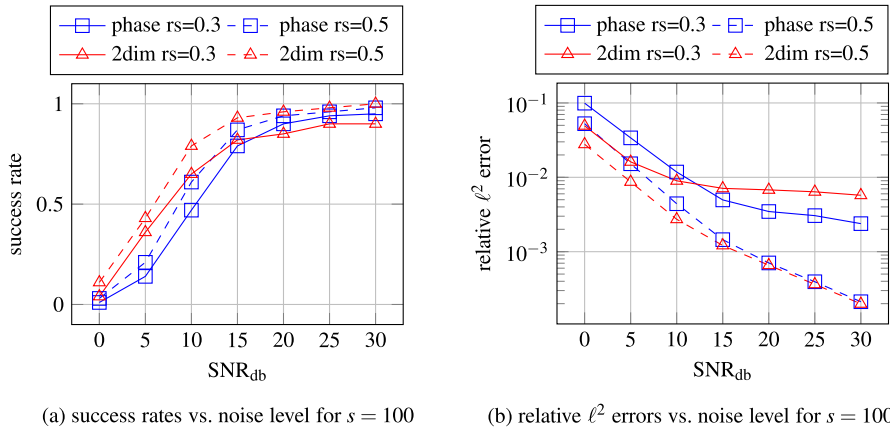 phase rs=0.3 phase rs=0.5
2dim rs=0.3 2dim rs=0.5
1
0.5
0
success rate
0 5 10 15 20 25 30
SNR_db
(a) success rates vs. noise level for s = 100
phase rs=0.3 phase rs=0.5
2dim rs=0.3 2dim rs=0.5
10^−1
10^−2
10^−3
relative ℓ^2 error
0 5 10 15 20 25 30
SNR_db
(b) relative ℓ^2 errors vs. noise level for s = 100